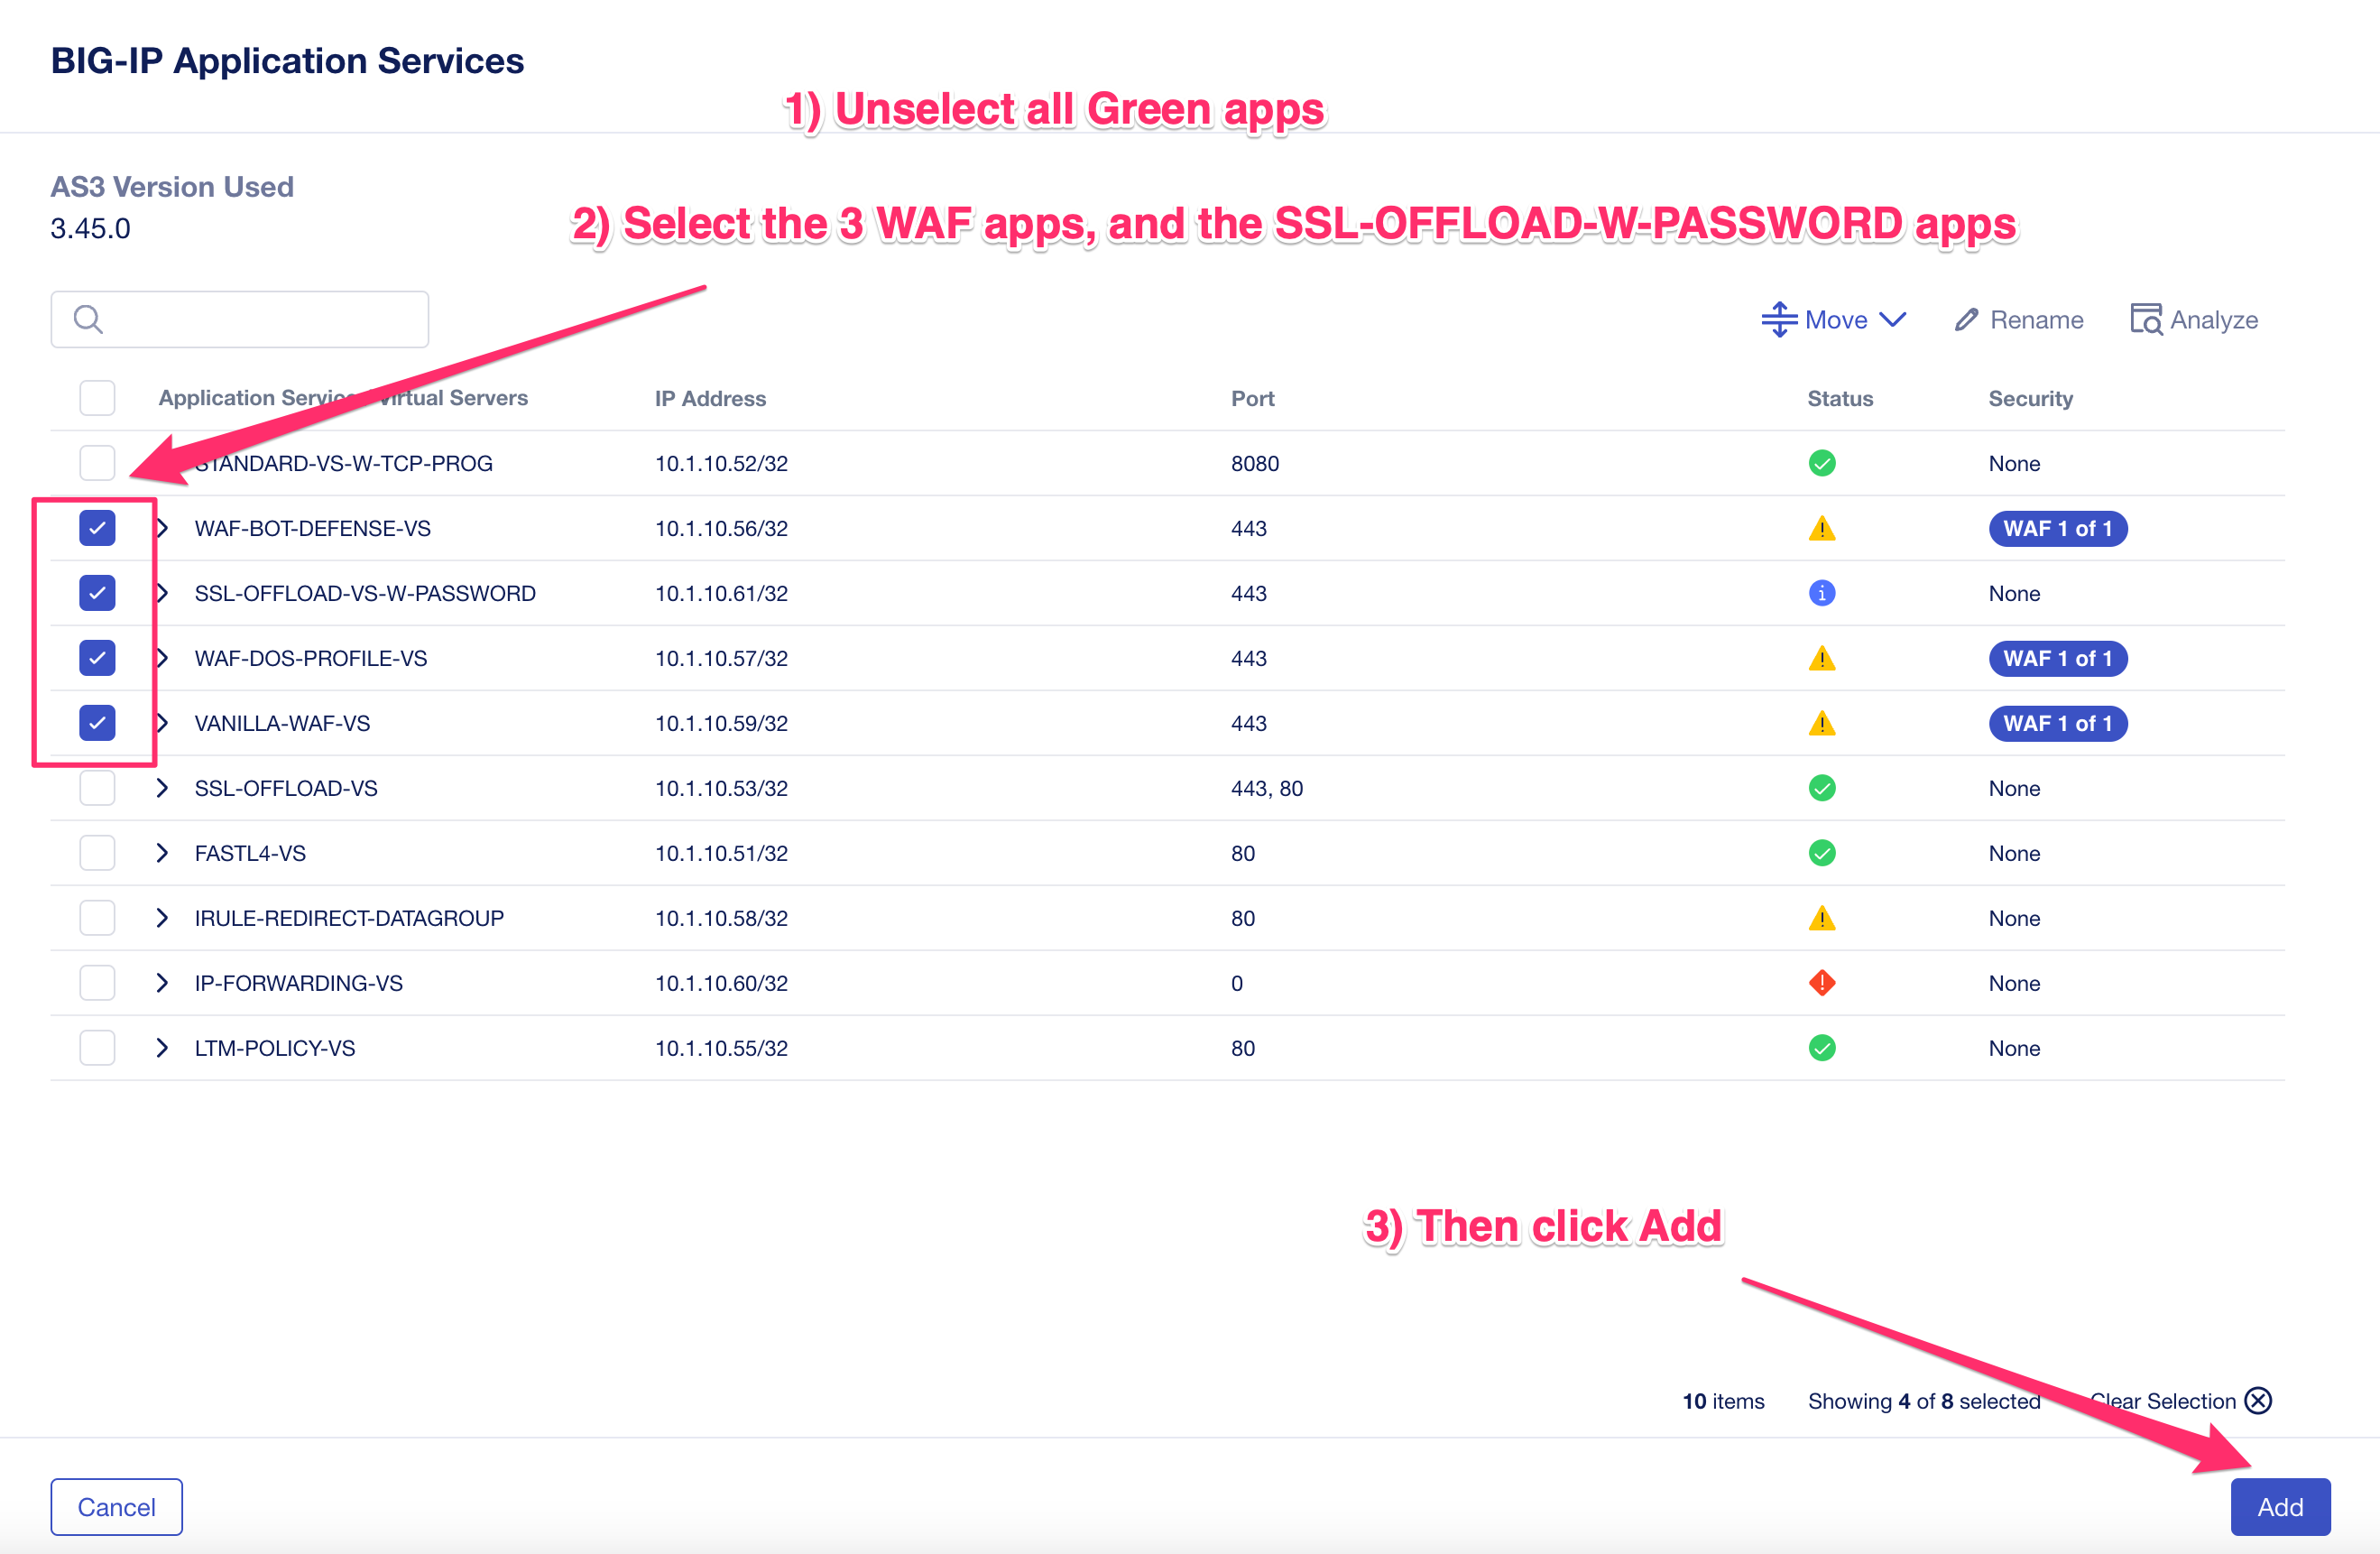 BIG-IP Application Services
1) Unselect all Green apps
AS3 Version Used
3.45.0
2) Select the 3 WAF apps, and the SSL-OFFLOAD-W-PASSWORD apps
Move Rename Analyze
Application Service Virtual Servers IP Address Port Status Security
STANDARD-VS-W-TCP-PROG 10.1.10.52/32 8080 None
WAF-BOT-DEFENSE-VS 10.1.10.56/32 443 WAF 1 of 1
SSL-OFFLOAD-VS-W-PASSWORD 10.1.10.61/32 443 None
WAF-DOS-PROFILE-VS 10.1.10.57/32 443 WAF 1 of 1
VANILLA-WAF-VS 10.1.10.59/32 443 WAF 1 of 1
SSL-OFFLOAD-VS 10.1.10.53/32 443, 80 None
FASTL4-VS 10.1.10.51/32 80 None
IRULE-REDIRECT-DATAGROUP 10.1.10.58/32 80 None
IP-FORWARDING-VS 10.1.10.60/32 0 None
LTM-POLICY-VS 10.1.10.55/32 80 None
3) Then click Add
10 items Showing 4 of 8 selected Clear Selection
Cancel Add